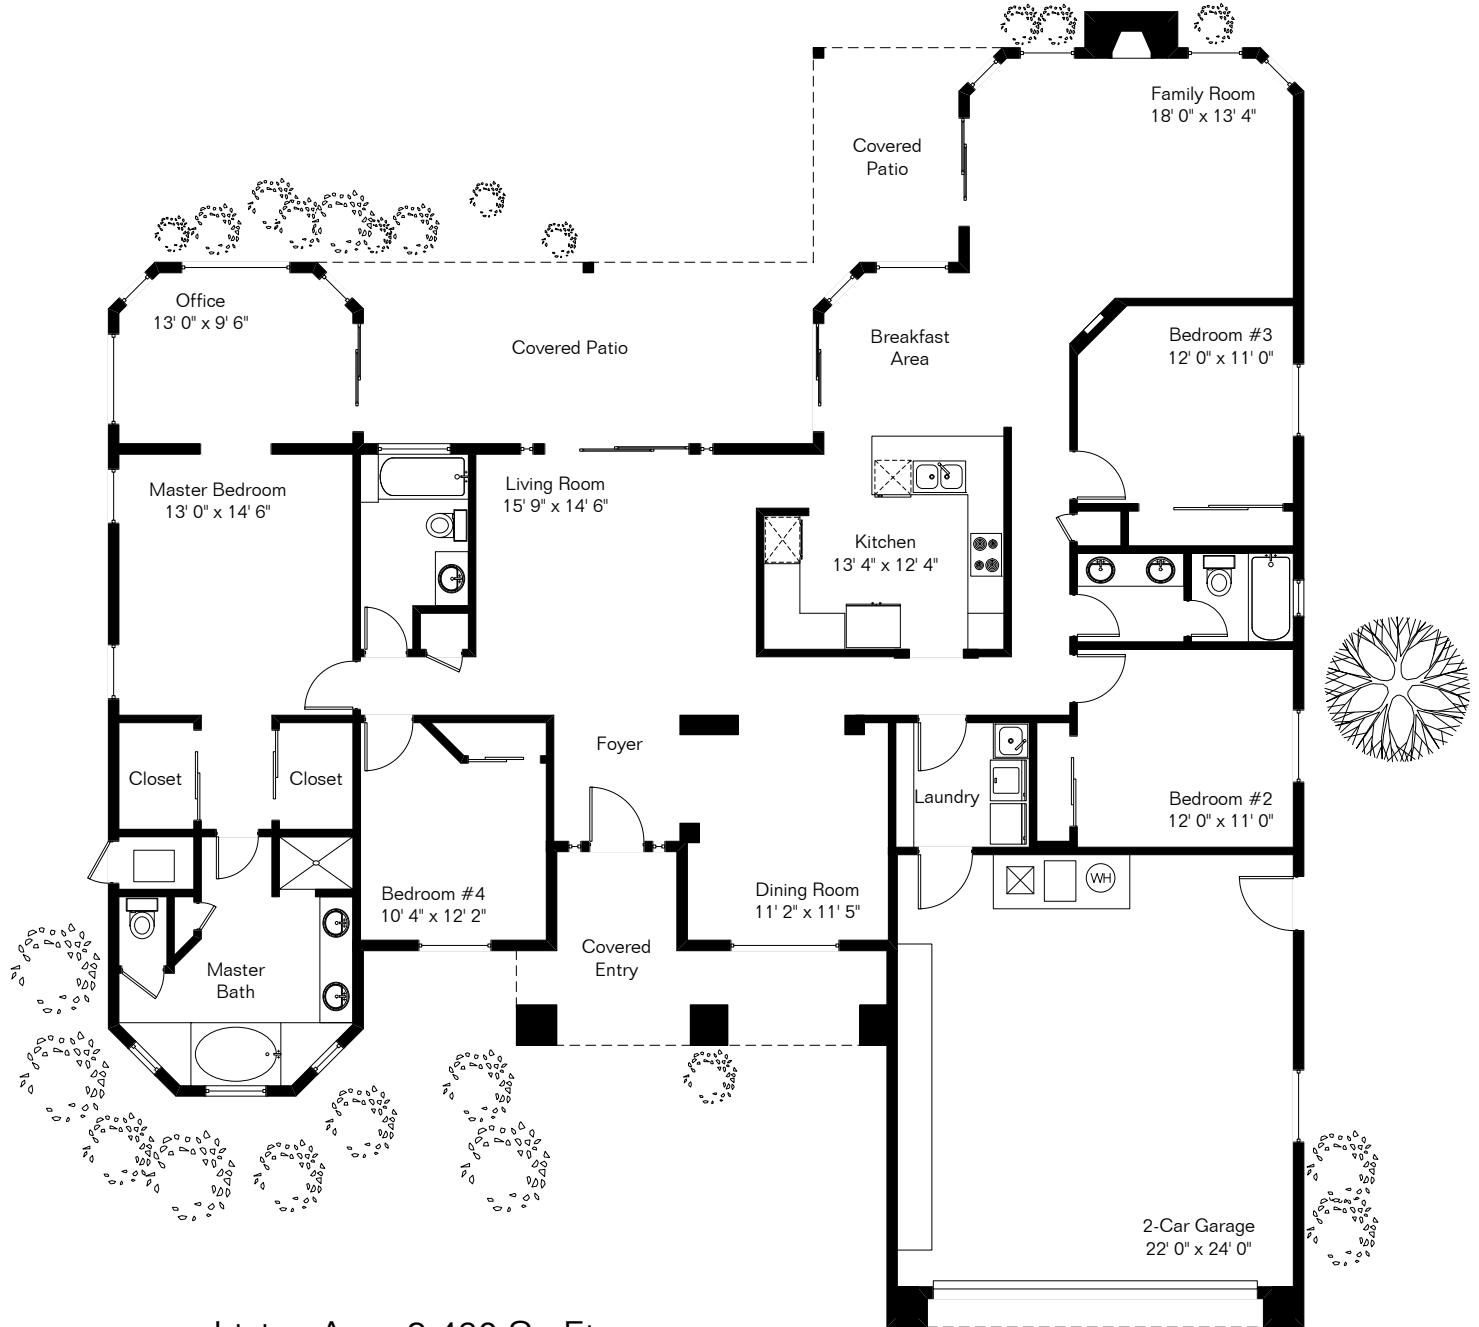 Family Room
18' 0" x 13' 4"
Covered
Patio
Office
13' 0" x 9' 6"
Covered Patio
Breakfast
Area
Bedroom #3
12' 0" x 11' 0"
Master Bedroom
13' 0" x 14' 6"
Living Room
15' 9" x 14' 6"
Kitchen
13' 4" x 12' 4"
Foyer
Closet
Closet
Laundry
Bedroom #2
12' 0" x 11' 0"
WH
Bedroom #4
10' 4" x 12' 2"
Dining Room
11' 2" x 11' 5"
Covered
Entry
Master
Bath
2-Car Garage
22' 0" x 24' 0"